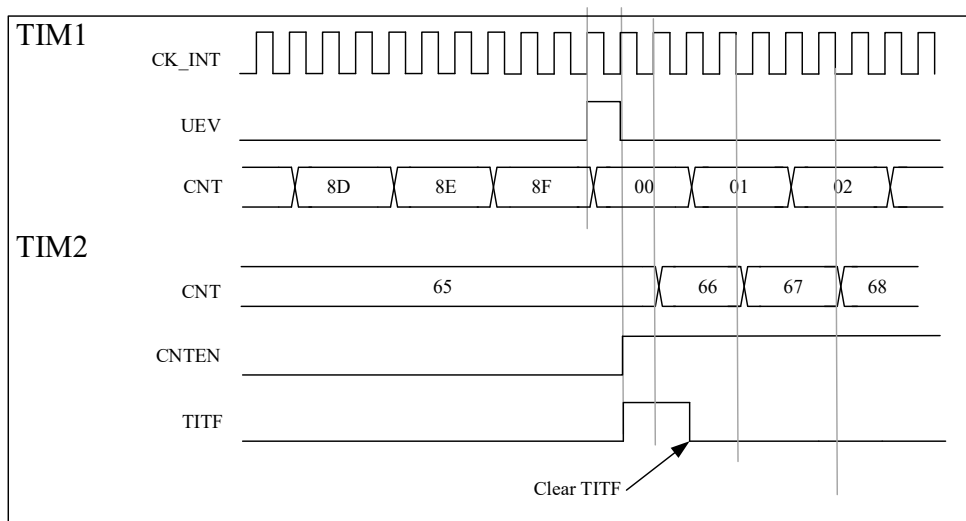 TIM1
CK_INT
UEV
CNT 8D 8E 8F 00 01 02
TIM2
CNT 65 66 67 68
CNTEN
TITF
Clear TITF